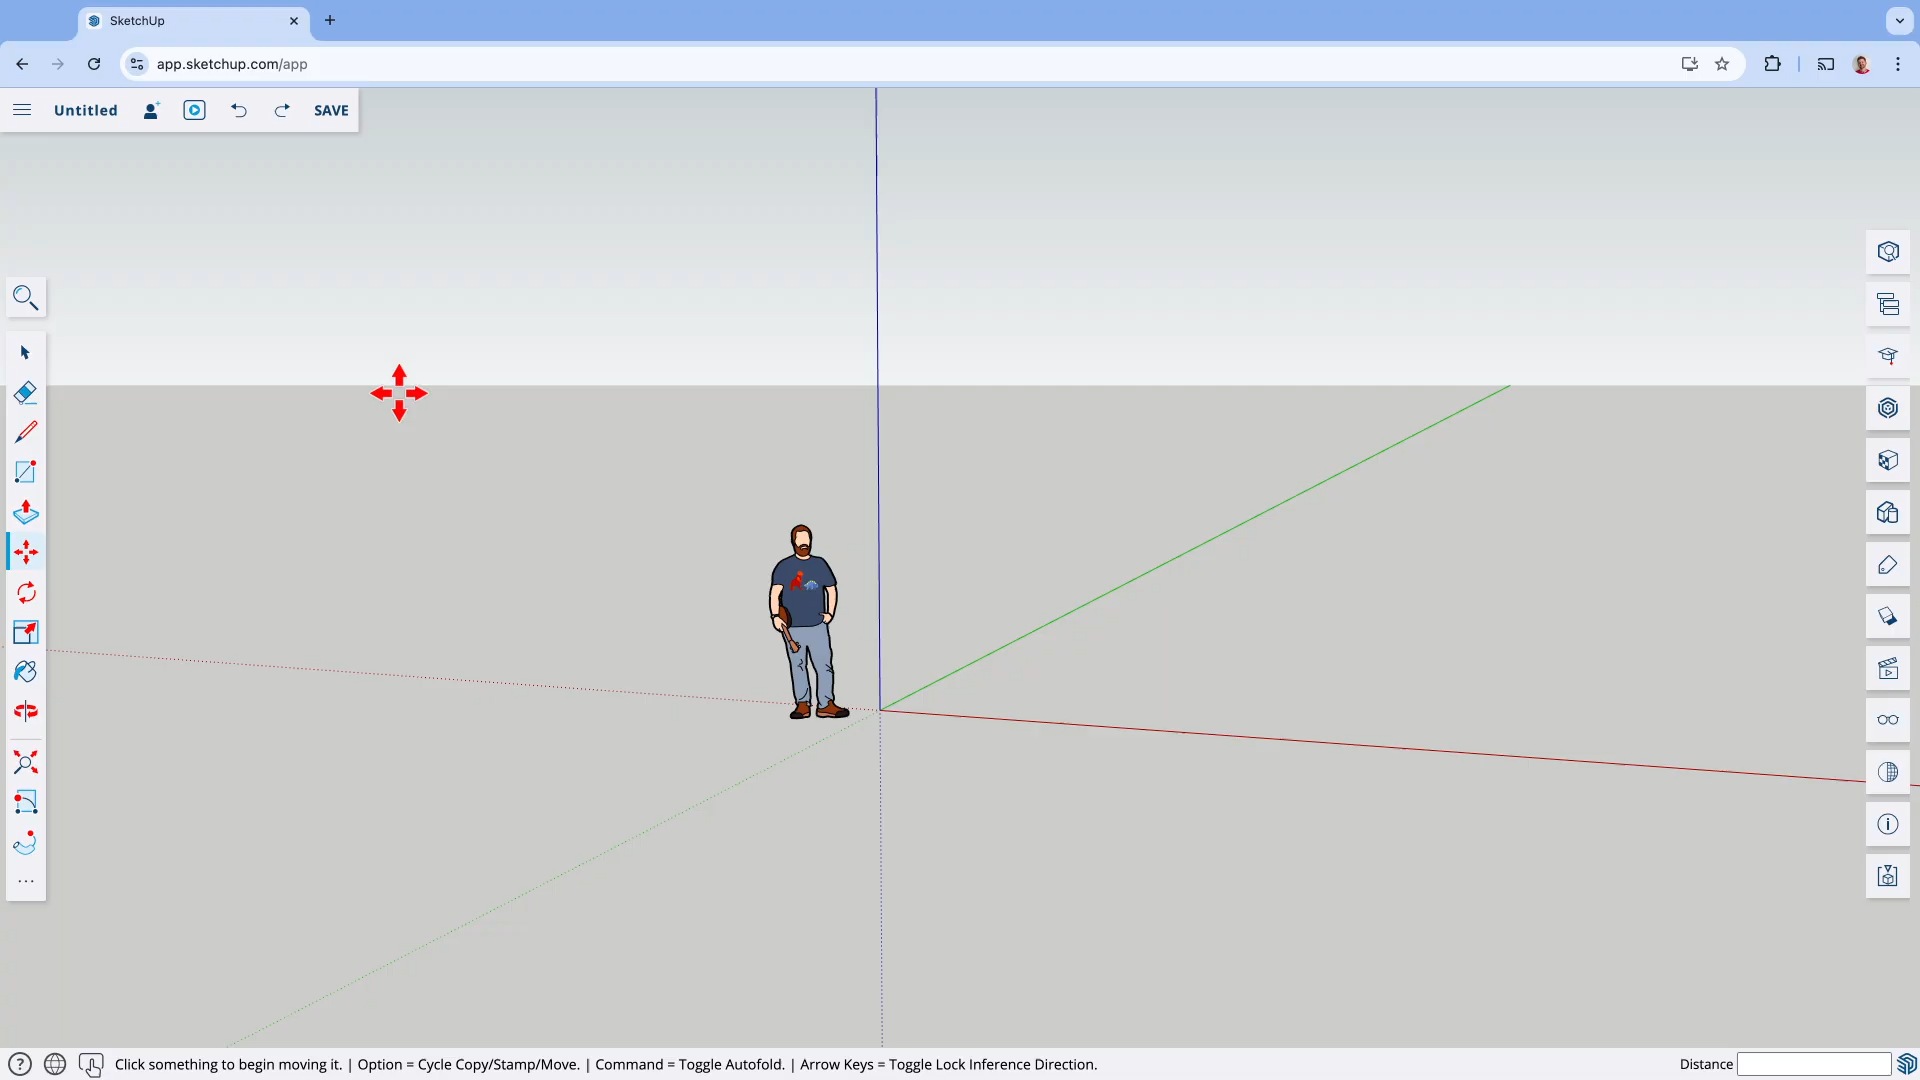 SketchUp
app.sketchup.com/app
Untitled
SAVE
Click something to begin moving it. | Option = Cycle Copy/Stamp/Move. | Command = Toggle Autofold. | Arrow Keys = Toggle Lock Inference Direction.
Distance